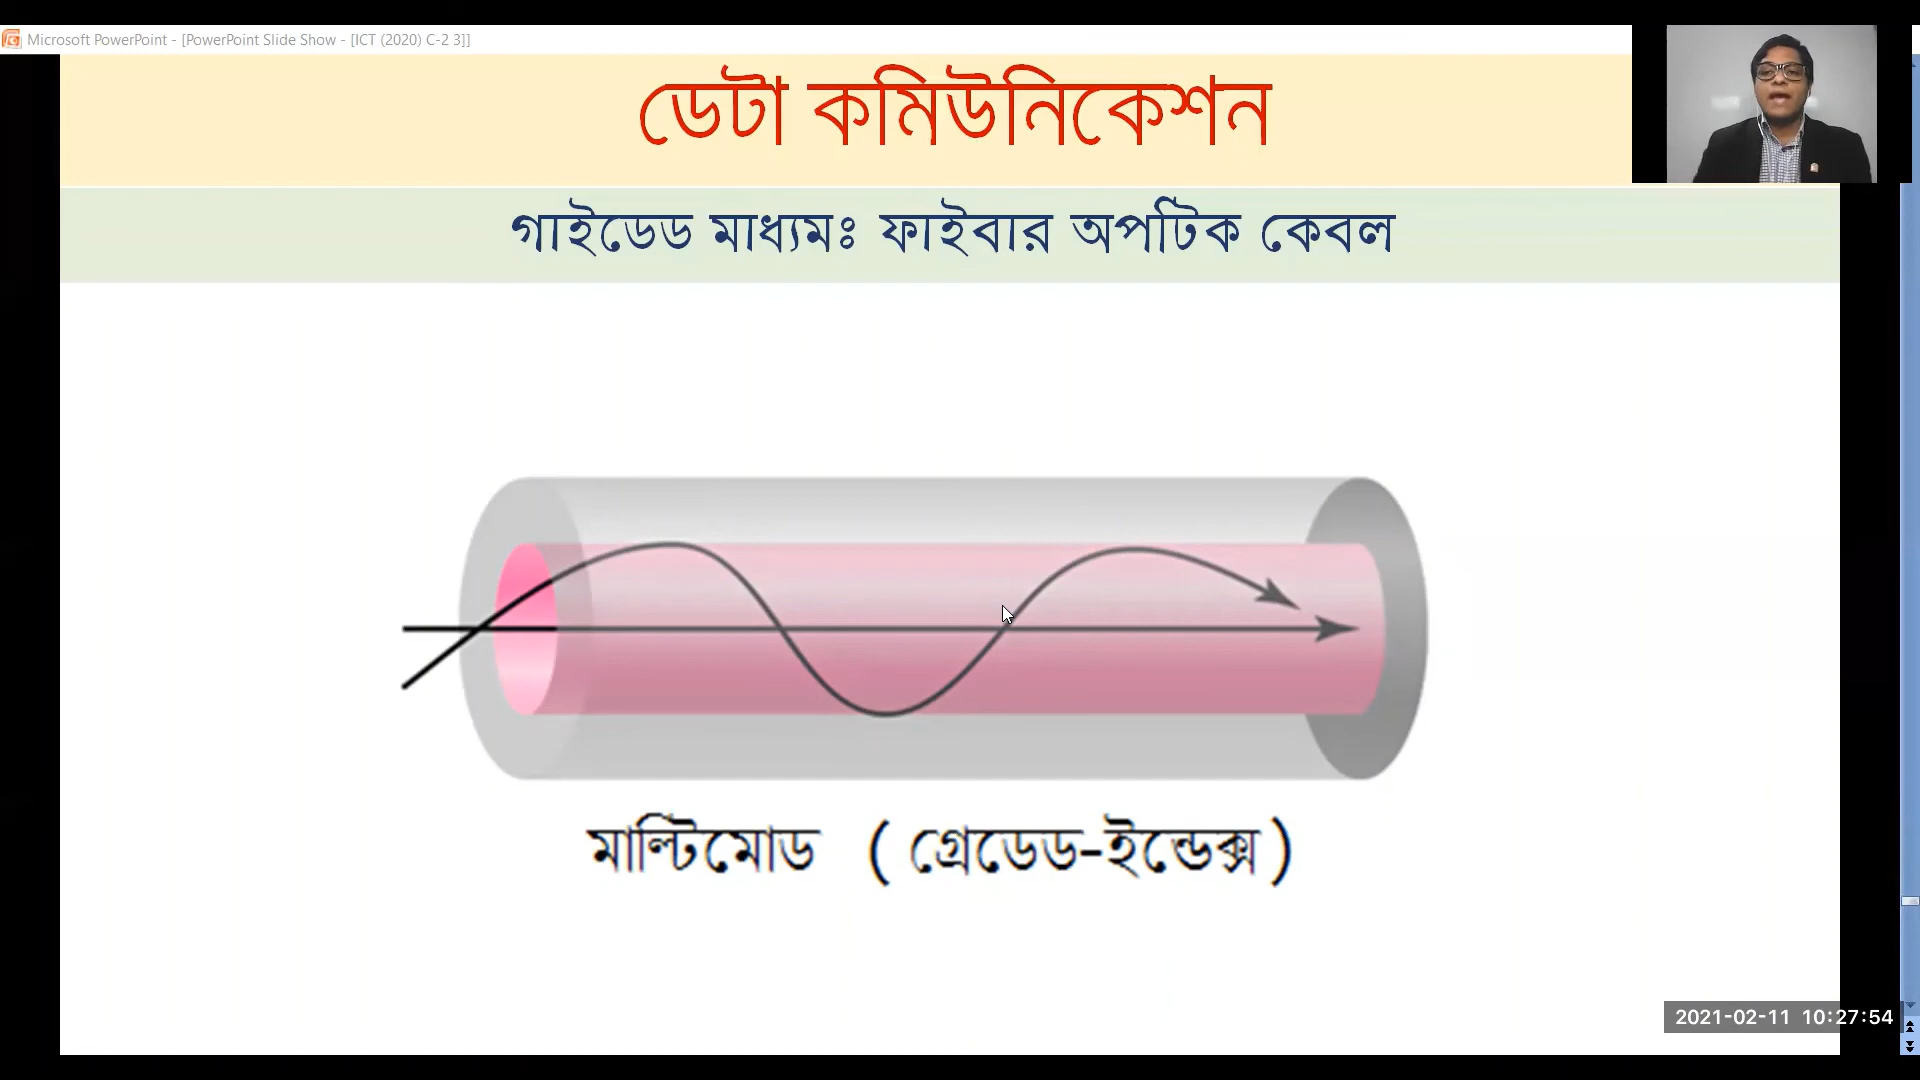 Microsoft PowerPoint - [PowerPoint Slide Show - [ICT (2020) C-2 3]]
ডেটা কমিউনিকেশন
গাইডেড মাধ্যমঃ ফাইবার অপটিক কেবল
মাল্টিমোড ( গ্রেডেড-ইন্ডেক্স )
2021-02-11 10:27:54